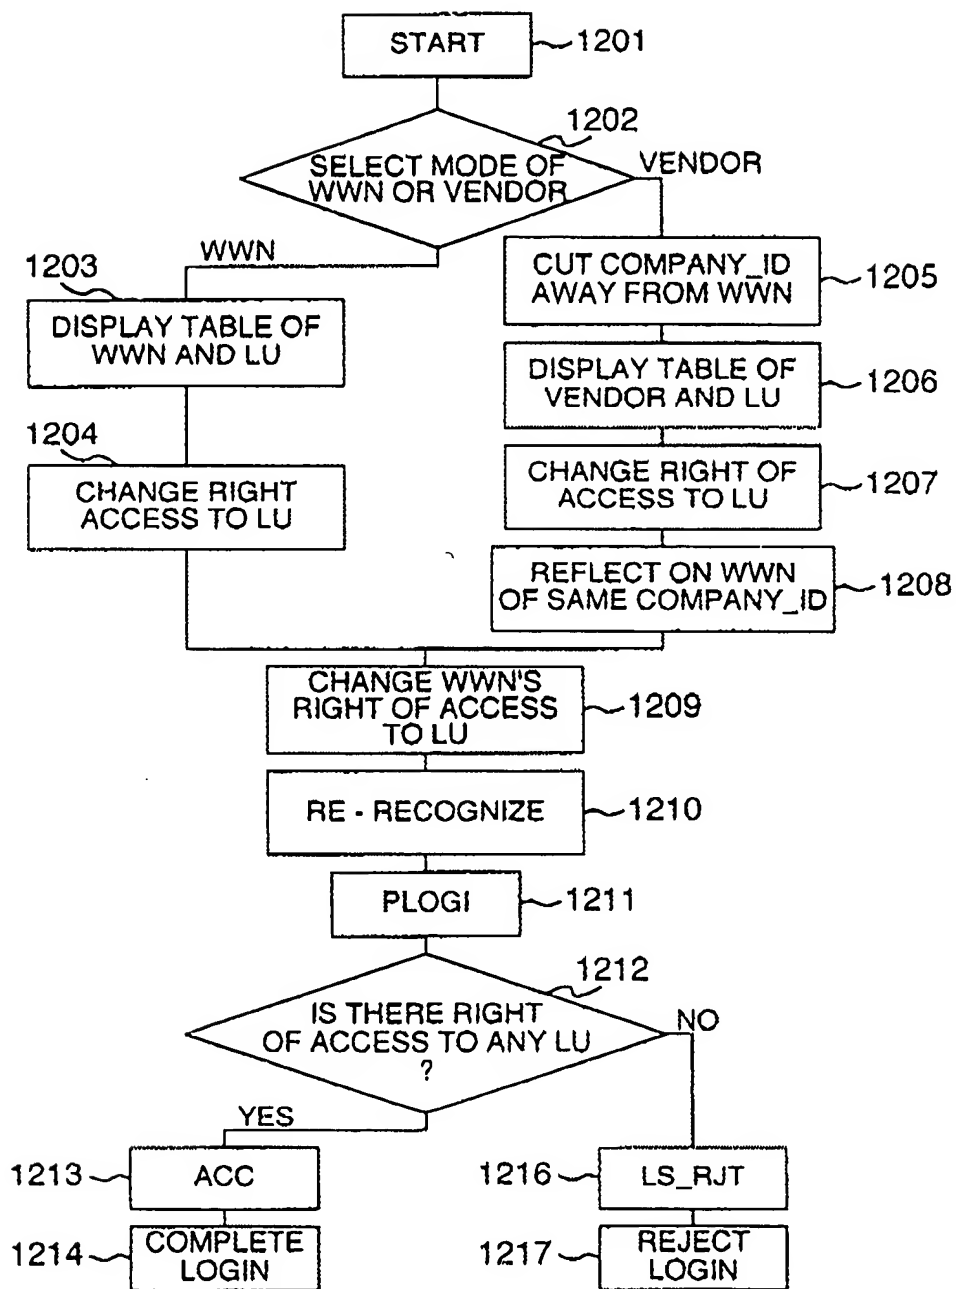 START
1201
1202
SELECT MODE OF
WWN OR VENDOR
VENDOR
WWN
1203
DISPLAY TABLE OF
WWN AND LU
1204
CHANGE RIGHT
ACCESS TO LU
CUT COMPANY_ID
AWAY FROM WWN
1205
DISPLAY TABLE OF
VENDOR AND LU
1206
CHANGE RIGHT OF
ACCESS TO LU
1207
REFLECT ON WWN
OF SAME COMPANY_ID
1208
CHANGE WWN'S
RIGHT OF ACCESS
TO LU
1209
RE - RECOGNIZE
1210
PLOGI
1211
1212
IS THERE RIGHT
OF ACCESS TO ANY LU
?
NO
YES
1213
ACC
1214
COMPLETE
LOGIN
1216
LS_RJT
1217
REJECT
LOGIN